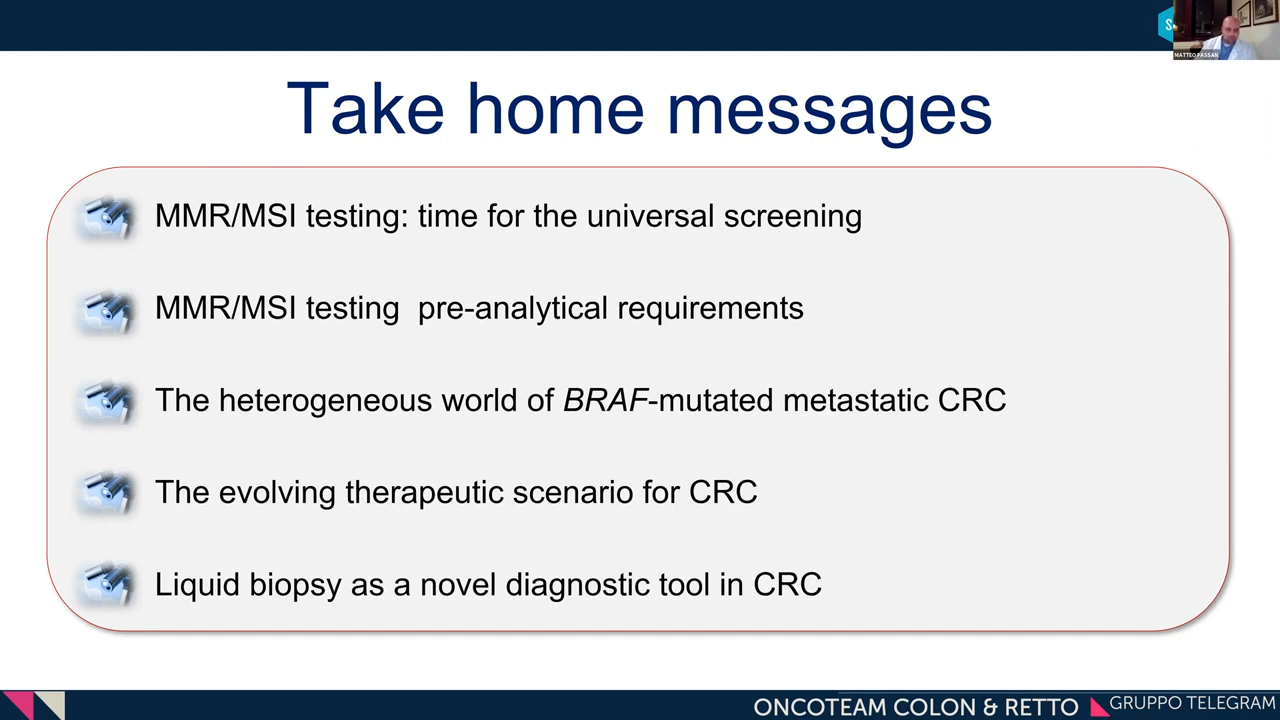 MATTEO FASSAN
Take home messages
MMR/MSI testing: time for the universal screening
MMR/MSI testing  pre-analytical requirements
The heterogeneous world of BRAF-mutated metastatic CRC
The evolving therapeutic scenario for CRC
Liquid biopsy as a novel diagnostic tool in CRC
ONCOTEAM COLON & RETTO
GRUPPO TELEGRAM